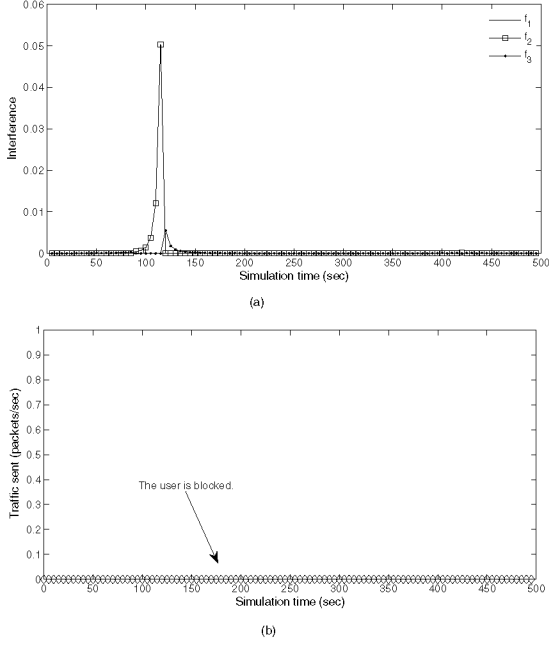 0.06
0.05
0.04
0.03
0.02
0.01
0
Interference
f1
f2
f3
0 50 100 150 200 250 300 350 400 450 500
Simulation time (sec)
(a)
1
0.9
0.8
0.7
0.6
0.5
0.4
0.3
0.2
0.1
0
Traffic sent (packets/sec)
The user is blocked.
0 50 100 150 200 250 300 350 400 450 500
Simulation time (sec)
(b)